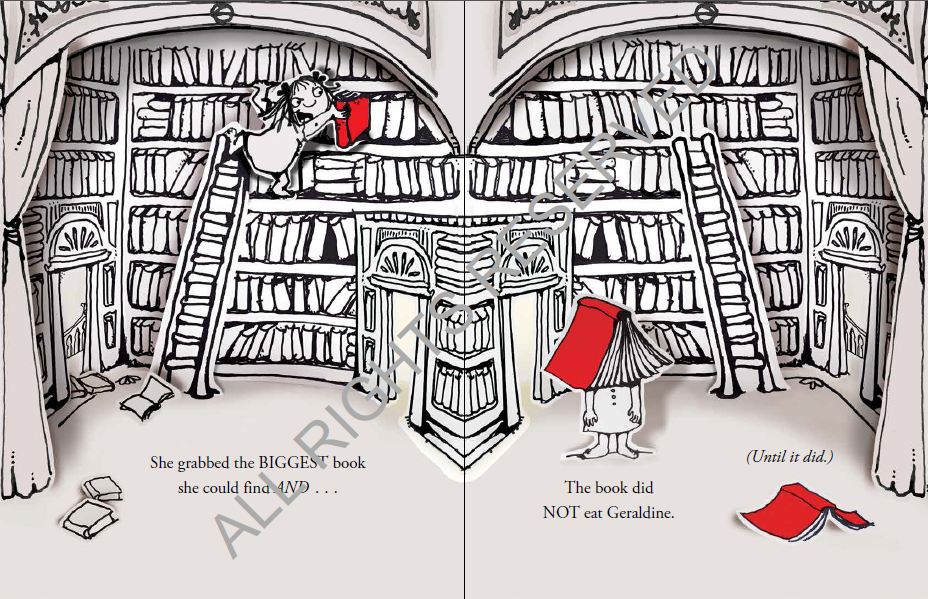 She grabbed the BIGGEST book
she could find AND . . .
The book did
NOT eat Geraldine.
(Until it did.)
ALL RIGHTS RESERVED